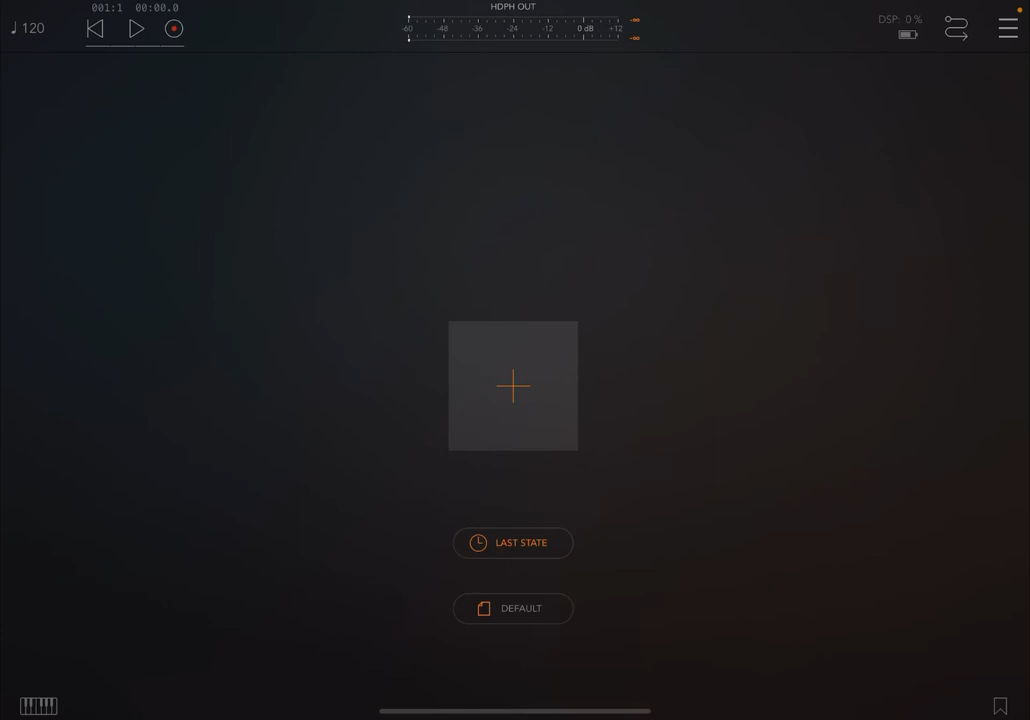 001:1 00:00.0
HDPH OUT
DSP: 0 %
120
-60 -48 -36 -24 -12 0 dB +12
-∞
-∞
LAST STATE
DEFAULT